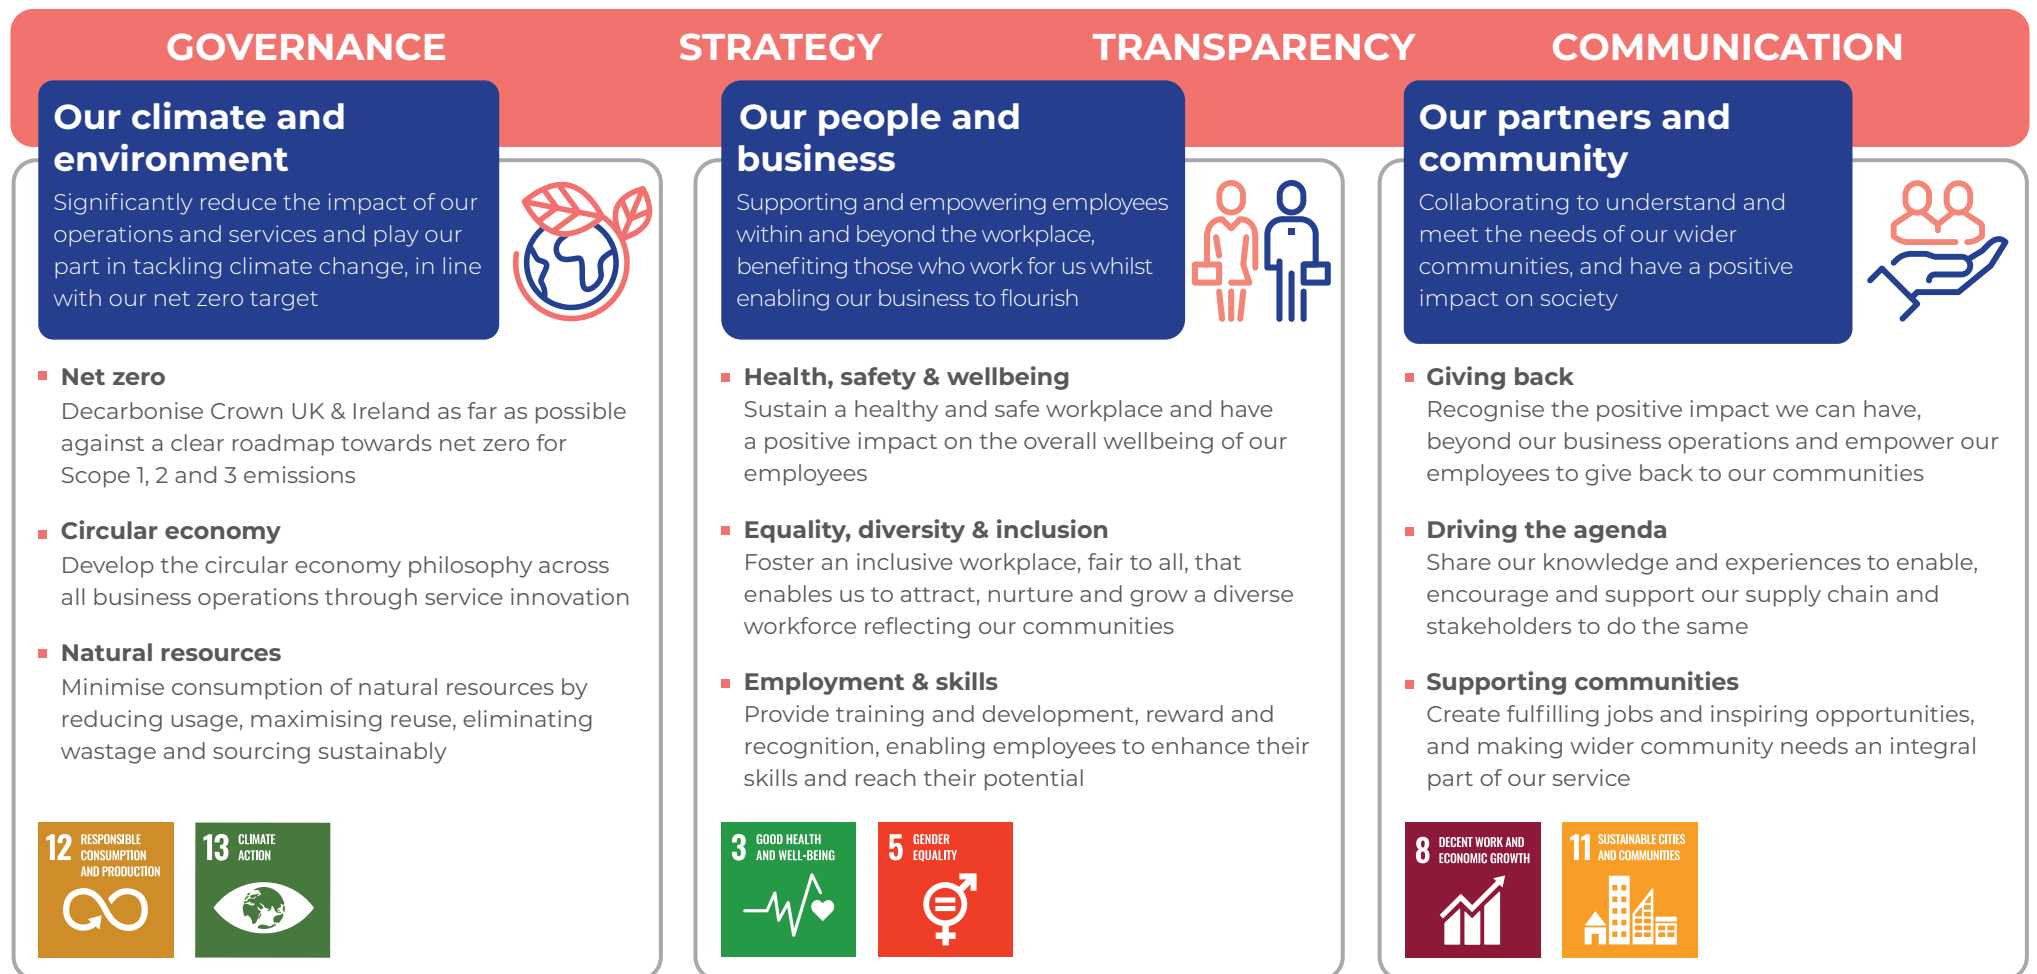 GOVERNANCE STRATEGY TRANSPARENCY COMMUNICATION
Our climate and
environment
Significantly reduce the impact of our
operations and services and play our
part in tackling climate change, in line
with our net zero target
Net zero
Decarbonise Crown UK & Ireland as far as possible
against a clear roadmap towards net zero for
Scope 1, 2 and 3 emissions
Circular economy
Develop the circular economy philosophy across
all business operations through service innovation
Natural resources
Minimise consumption of natural resources by
reducing usage, maximising reuse, eliminating
wastage and sourcing sustainably
12 RESPONSIBLE
CONSUMPTION
AND PRODUCTION
13 CLIMATE
ACTION
Our people and
business
Supporting and empowering employees
within and beyond the workplace,
benefiting those who work for us whilst
enabling our business to flourish
Health, safety & wellbeing
Sustain a healthy and safe workplace and have
a positive impact on the overall wellbeing of our
employees
Equality, diversity & inclusion
Foster an inclusive workplace, fair to all, that
enables us to attract, nurture and grow a diverse
workforce reflecting our communities
Employment & skills
Provide training and development, reward and
recognition, enabling employees to enhance their
skills and reach their potential
3 GOOD HEALTH
AND WELL-BEING
5 GENDER
EQUALITY
Our partners and
community
Collaborating to understand and
meet the needs of our wider
communities, and have a positive
impact on society
Giving back
Recognise the positive impact we can have,
beyond our business operations and empower our
employees to give back to our communities
Driving the agenda
Share our knowledge and experiences to enable,
encourage and support our supply chain and
stakeholders to do the same
Supporting communities
Create fulfilling jobs and inspiring opportunities,
and making wider community needs an integral
part of our service
8 DECENT WORK AND
ECONOMIC GROWTH
11 SUSTAINABLE CITIES
AND COMMUNITIES